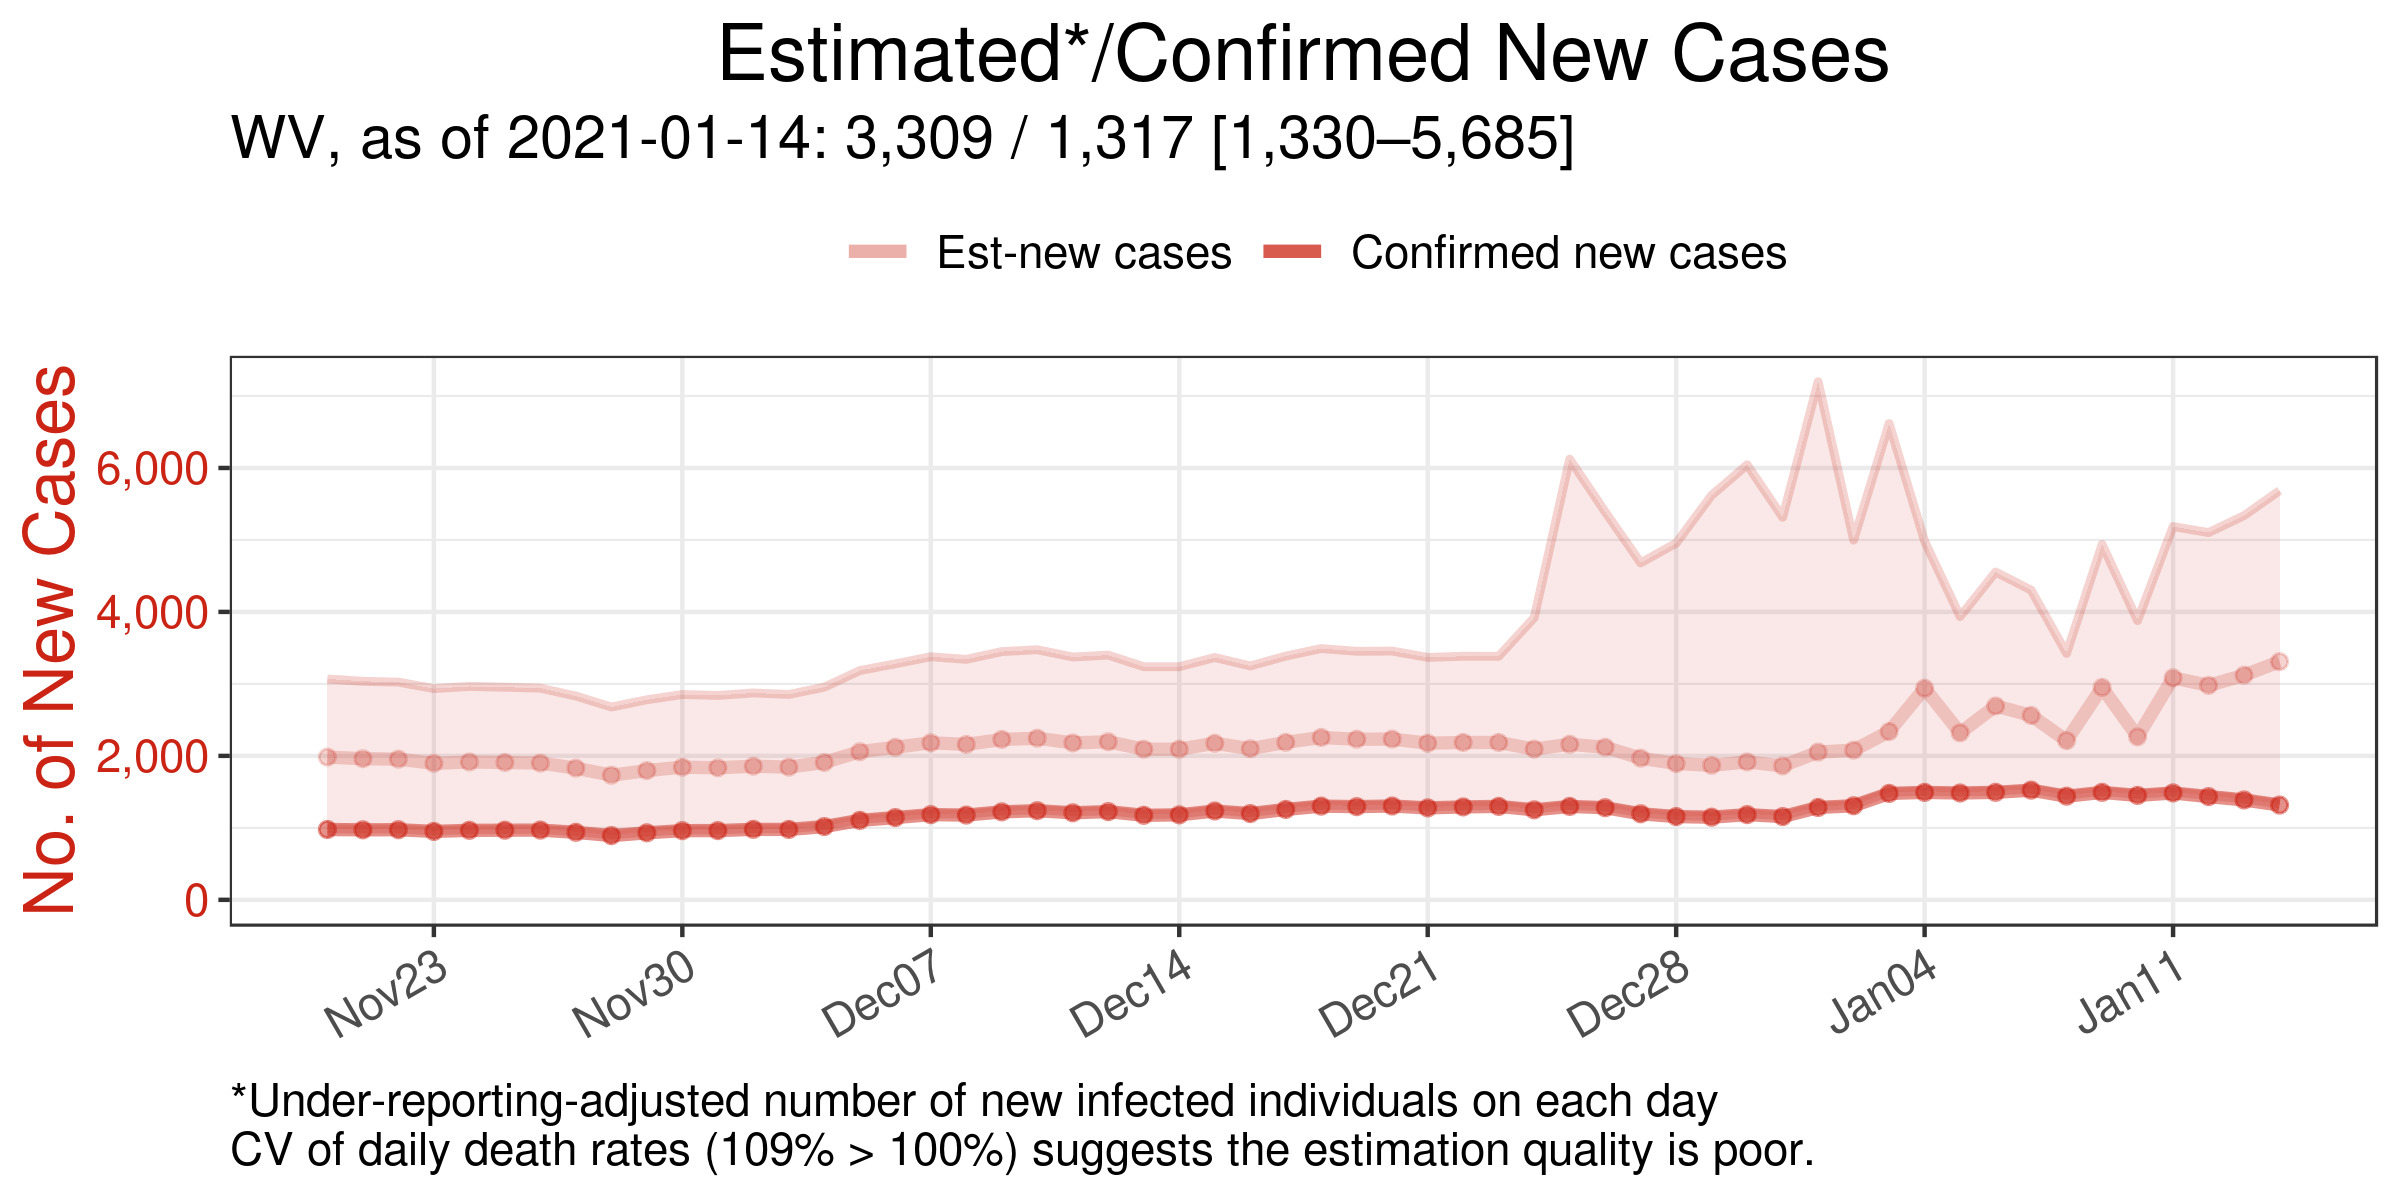 Estimated*/Confirmed New Cases
WV, as of 2021-01-14: 3,309 / 1,317 [1,330–5,685]
Est-new cases
Confirmed new cases
No. of New Cases
6,000
4,000
2,000
0
Nov23
Nov30
Dec07
Dec14
Dec21
Dec28
Jan04
Jan11
*Under-reporting-adjusted number of new infected individuals on each day
CV of daily death rates (109% > 100%) suggests the estimation quality is poor.